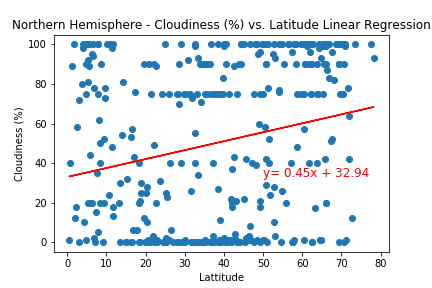 Northern Hemisphere - Cloudiness (%) vs. Latitude Linear Regression
100
80
60
40
20
0
Cloudiness (%)
y= 0.45x + 32.94
0 10 20 30 40 50 60 70 80
Lattitude